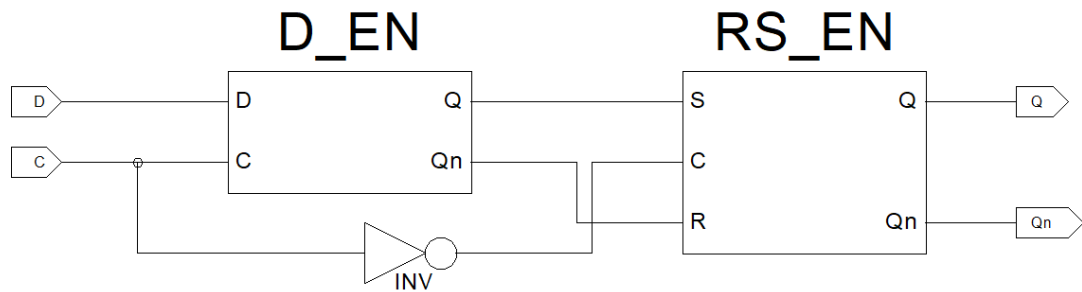 D_EN RS_EN
D D Q S Q Q
C C Qn C
R Qn Qn
INV